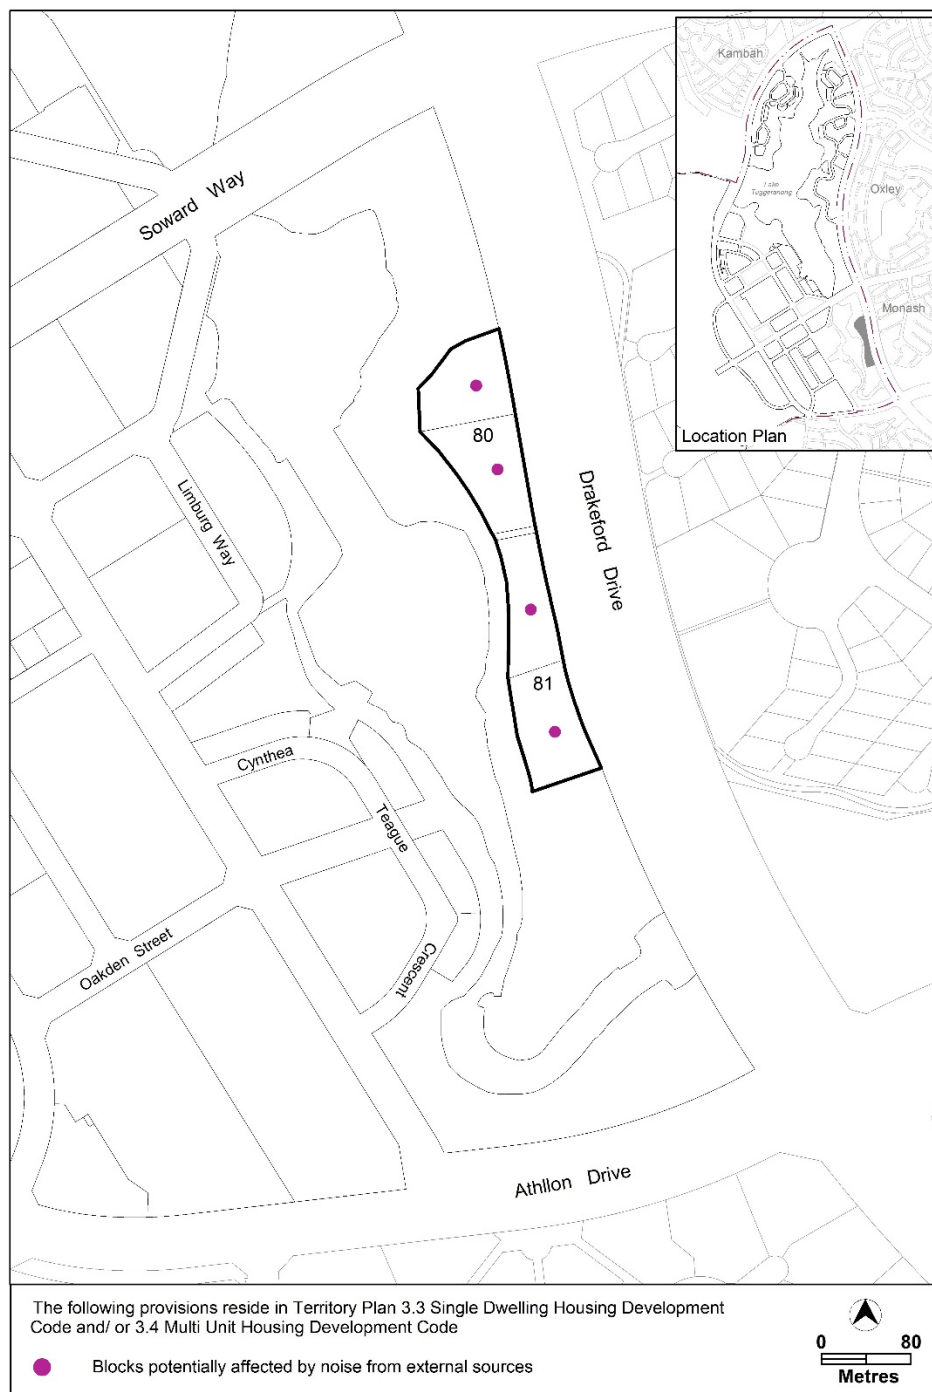 Kambah
Lake
Tuggeranong
Oxley
Monash
Location Plan
Soward Way
80
Limburg Way
Drakeford Drive
81
Cynthea
Teague
Crescent
Oakden Street
Athllon Drive
The following provisions reside in Territory Plan 3.3 Single Dwelling Housing Development
Code and/ or 3.4 Multi Unit Housing Development Code
Blocks potentially affected by noise from external sources
0 80
Metres